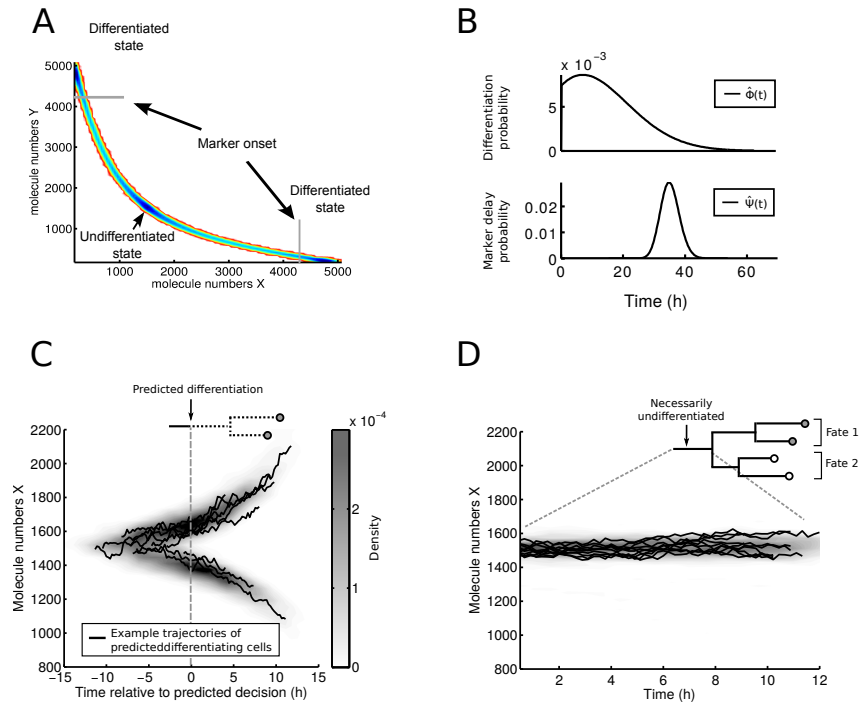 A
Differentiated
state
5000
4000
3000
2000
1000
molecule numbers Y
Marker onset
Differentiated
state
Undifferentiated
state
1000 2000 3000 4000 5000
molecule numbers X
B
x 10⁻³
5
0
Differentiation
probability
Φ̂(t)
0.02
0.01
0
Marker delay
probability
Ψ̂(t)
0 20 40 60
Time (h)
C
Predicted differentiation
2200
2000
1800
1600
1400
1200
1000
800
Molecule numbers X
Example trajectories of
predicteddifferentiating cells
−15 −10 −5 0 5 10 15
Time relative to predicted decision (h)
x 10⁻⁴
2
1
0
Density
D
Necessarily
undifferentiated
Fate 1
Fate 2
2200
2000
1800
1600
1400
1200
1000
800
Molecule numbers X
2 4 6 8 10 12
Time (h)